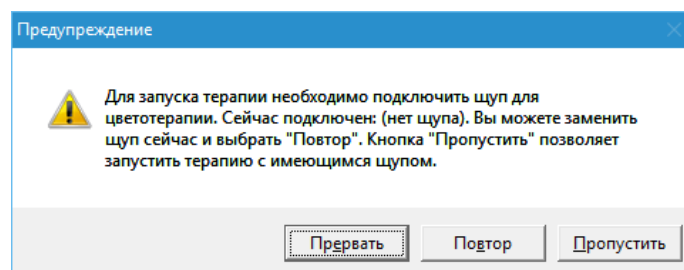 Предупреждение
Для запуска терапии необходимо подключить щуп для
цветотерапии. Сейчас подключен: (нет щупа). Вы можете заменить
щуп сейчас и выбрать "Повтор". Кнопка "Пропустить" позволяет
запустить терапию с имеющимся щупом.
Прервать Повтор Пропустить